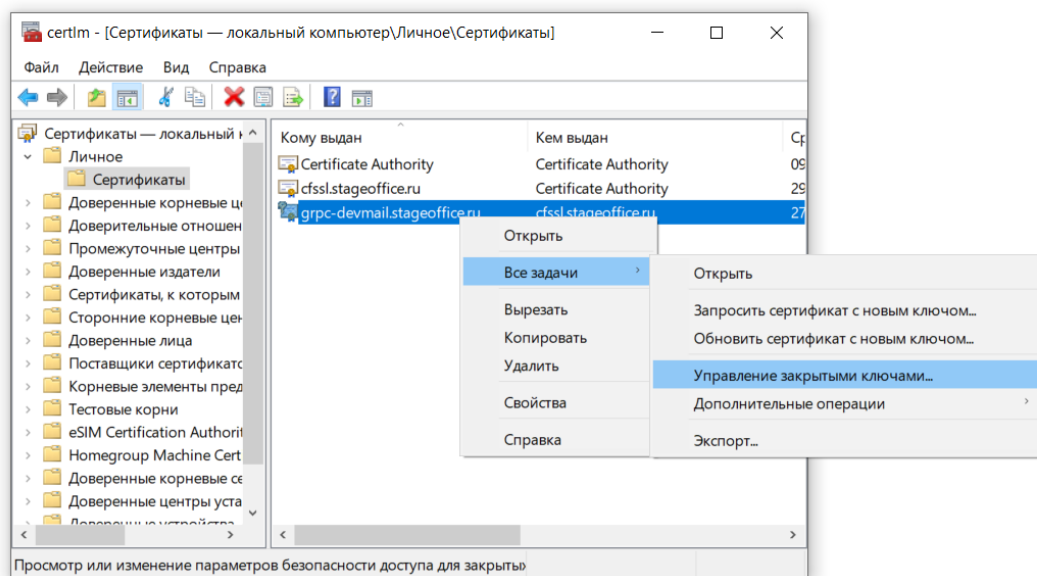 certlm - [Сертификаты — локальный компьютер\Личное\Сертификаты]
Файл Действие Вид Справка
Сертификаты — локальный
Личное
Сертификаты
Доверенные корневые
Доверительные отношен
Промежуточные центры
Доверенные издатели
Сертификаты, к которым
Сторонние корневые цен
Доверенные лица
Поставщики сертификатс
Корневые элементы пред
Тестовые корни
eSIM Certification Authorit
Homegroup Machine Cert
Доверенные корневые се
Доверенные центры уста
Доверенные устройства
Кому выдан Кем выдан Ср
Certificate Authority Certificate Authority 09
cfssl.stageoffice.ru Certificate Authority 29
grpc-devmail.stageoffice.ru cfssl.stageoffice.ru 27
Открыть
Все задачи
Вырезать
Копировать
Удалить
Свойства
Справка
Открыть
Запросить сертификат с новым ключом...
Обновить сертификат с новым ключом...
Управление закрытыми ключами...
Дополнительные операции
Экспорт...
Просмотр или изменение параметров безопасности доступа для закрытых